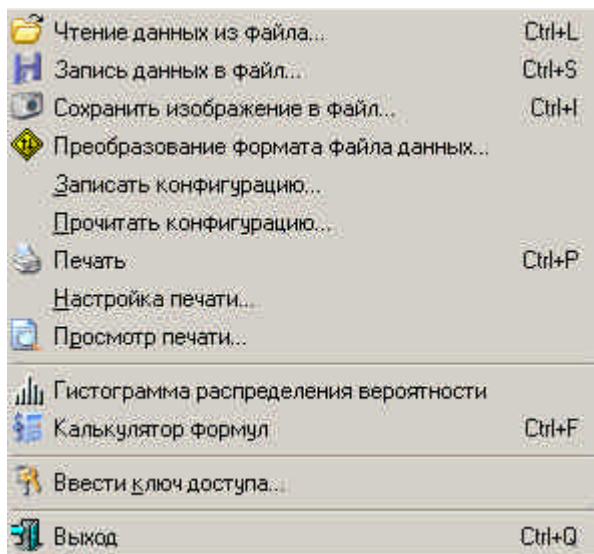 Чтение данных из файла... Ctrl+L
Запись данных в файл... Ctrl+S
Сохранить изображение в файл... Ctrl+I
Преобразование формата файла данных...
Записать конфигурацию...
Прочитать конфигурацию...
Печать Ctrl+P
Настройка печати...
Просмотр печати...
Гистограмма распределения вероятности
Калькулятор формул Ctrl+F
Ввести ключ доступа...
Выход Ctrl+Q